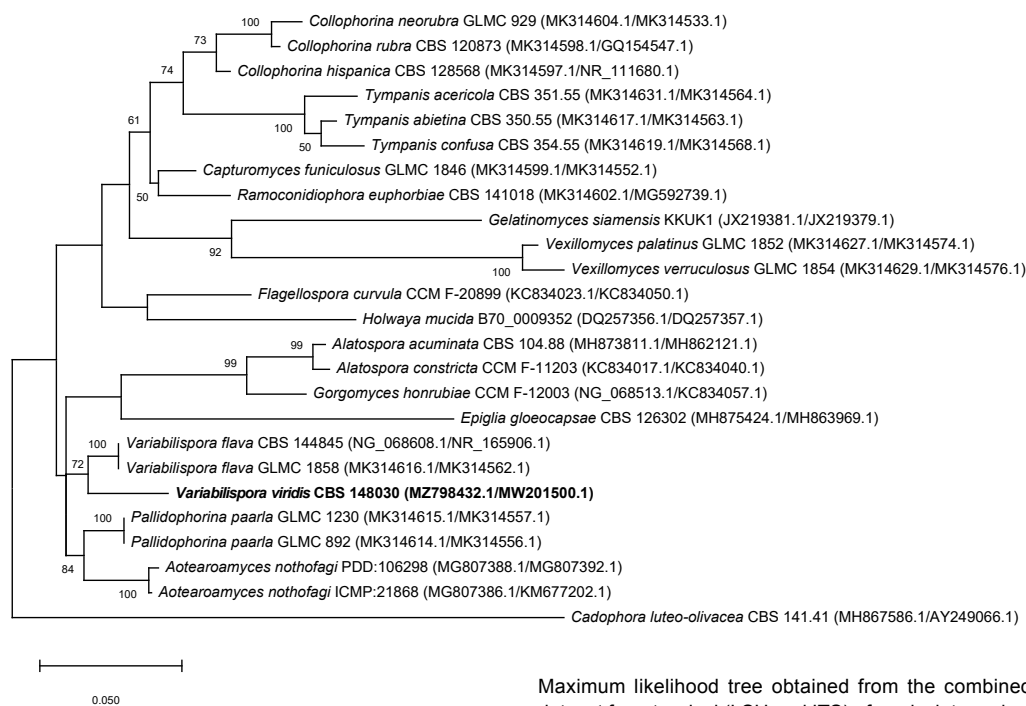 Collophorina neorubra GLMC 929 (MK314604.1/MK314533.1)
100
Collophorina rubra CBS 120873 (MK314598.1/GQ154547.1)
73
Collophorina hispanica CBS 128568 (MK314597.1/NR_111680.1)
74
Tympanis acericola CBS 351.55 (MK314631.1/MK314564.1)
Tympanis abietina CBS 350.55 (MK314617.1/MK314563.1)
100
61
Tympanis confusa CBS 354.55 (MK314619.1/MK314568.1)
50
Capturomyces funiculosus GLMC 1846 (MK314599.1/MK314552.1)
Ramoconidiophora euphorbiae CBS 141018 (MK314602.1/MG592739.1)
50
Gelatinomyces siamensis KKUK1 (JX219381.1/JX219379.1)
Vexillomyces palatinus GLMC 1852 (MK314627.1/MK314574.1)
92
Vexillomyces verruculosus GLMC 1854 (MK314629.1/MK314576.1)
100
Flagellospora curvula CCM F-20899 (KC834023.1/KC834050.1)
Holwaya mucida B70_0009352 (DQ257356.1/DQ257357.1)
Alatospora acuminata CBS 104.88 (MH873811.1/MH862121.1)
99
Alatospora constricta CCM F-11203 (KC834017.1/KC834040.1)
99
Gorgomyces honrubiae CCM F-12003 (NG_068513.1/KC834057.1)
Epiglia gloeocapsae CBS 126302 (MH875424.1/MH863969.1)
Variabilispora flava CBS 144845 (NG_068608.1/NR_165906.1)
100
Variabilispora flava GLMC 1858 (MK314616.1/MK314562.1)
72
Variabilispora viridis CBS 148030 (MZ798432.1/MW201500.1)
Pallidophorina paarla GLMC 1230 (MK314615.1/MK314557.1)
100
Pallidophorina paarla GLMC 892 (MK314614.1/MK314556.1)
Aotearoamyces nothofagi PDD:106298 (MG807388.1/MG807392.1)
84
Aotearoamyces nothofagi ICMP:21868 (MG807386.1/KM677202.1)
100
Cadophora luteo-olivacea CBS 141.41 (MH867586.1/AY249066.1)
0.050
Maximum likelihood tree obtained from the combined